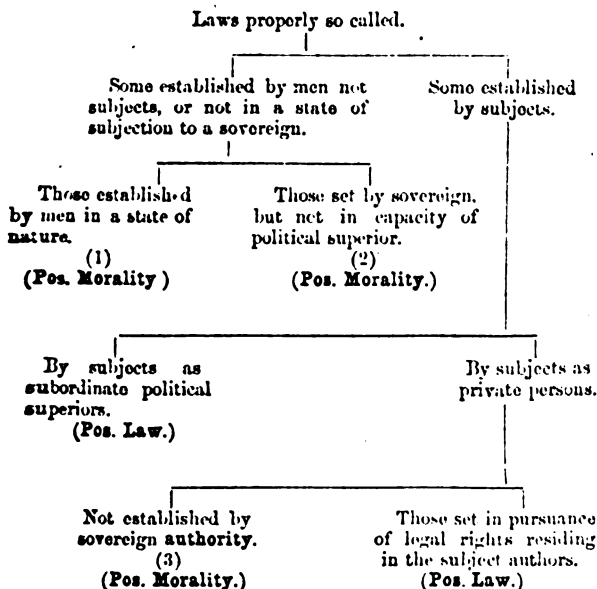 Laws properly so called.
Some established by men not
subjects, or not in a state of
subjection to a sovereign.
Some established
by subjects.
Those established
by men in a state of
nature.
(1)
(Pos. Morality )
Those set by sovereign,
but not in capacity of
political superior.
(2)
(Pos. Morality.)
By subjects as
subordinate political
superiors.
(Pos. Law.)
By subjects as
private persons.
Not established by
sovereign authority.
(3)
(Pos. Morality.)
Those set in pursuance
of legal rights residing
in the subject authors.
(Pos. Law.)